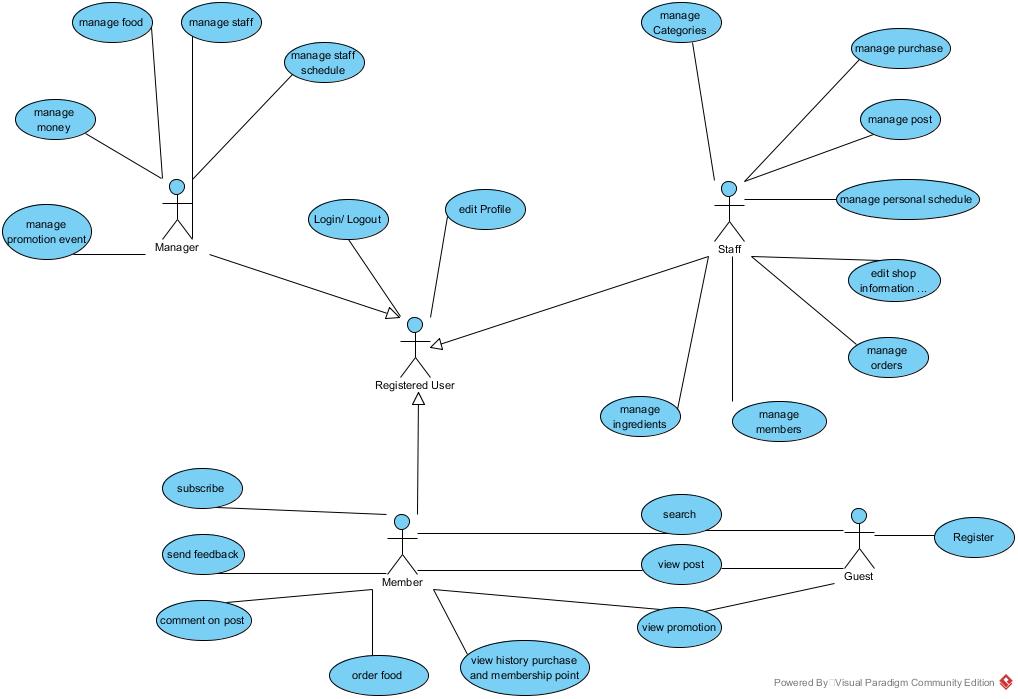 manage food
manage staff
manage staff
schedule
manage
money
manage
promotion event
Manager
Login/ Logout
edit Profile
Registered User
manage
Categories
manage purchase
manage post
manage personal schedule
Staff
edit shop
information ...
manage
orders
manage
ingredients
manage
members
subscribe
send feedback
comment on post
Member
order food
view history purchase
and membership point
search
view post
view promotion
Guest
Register
Powered By Visual Paradigm Community Edition